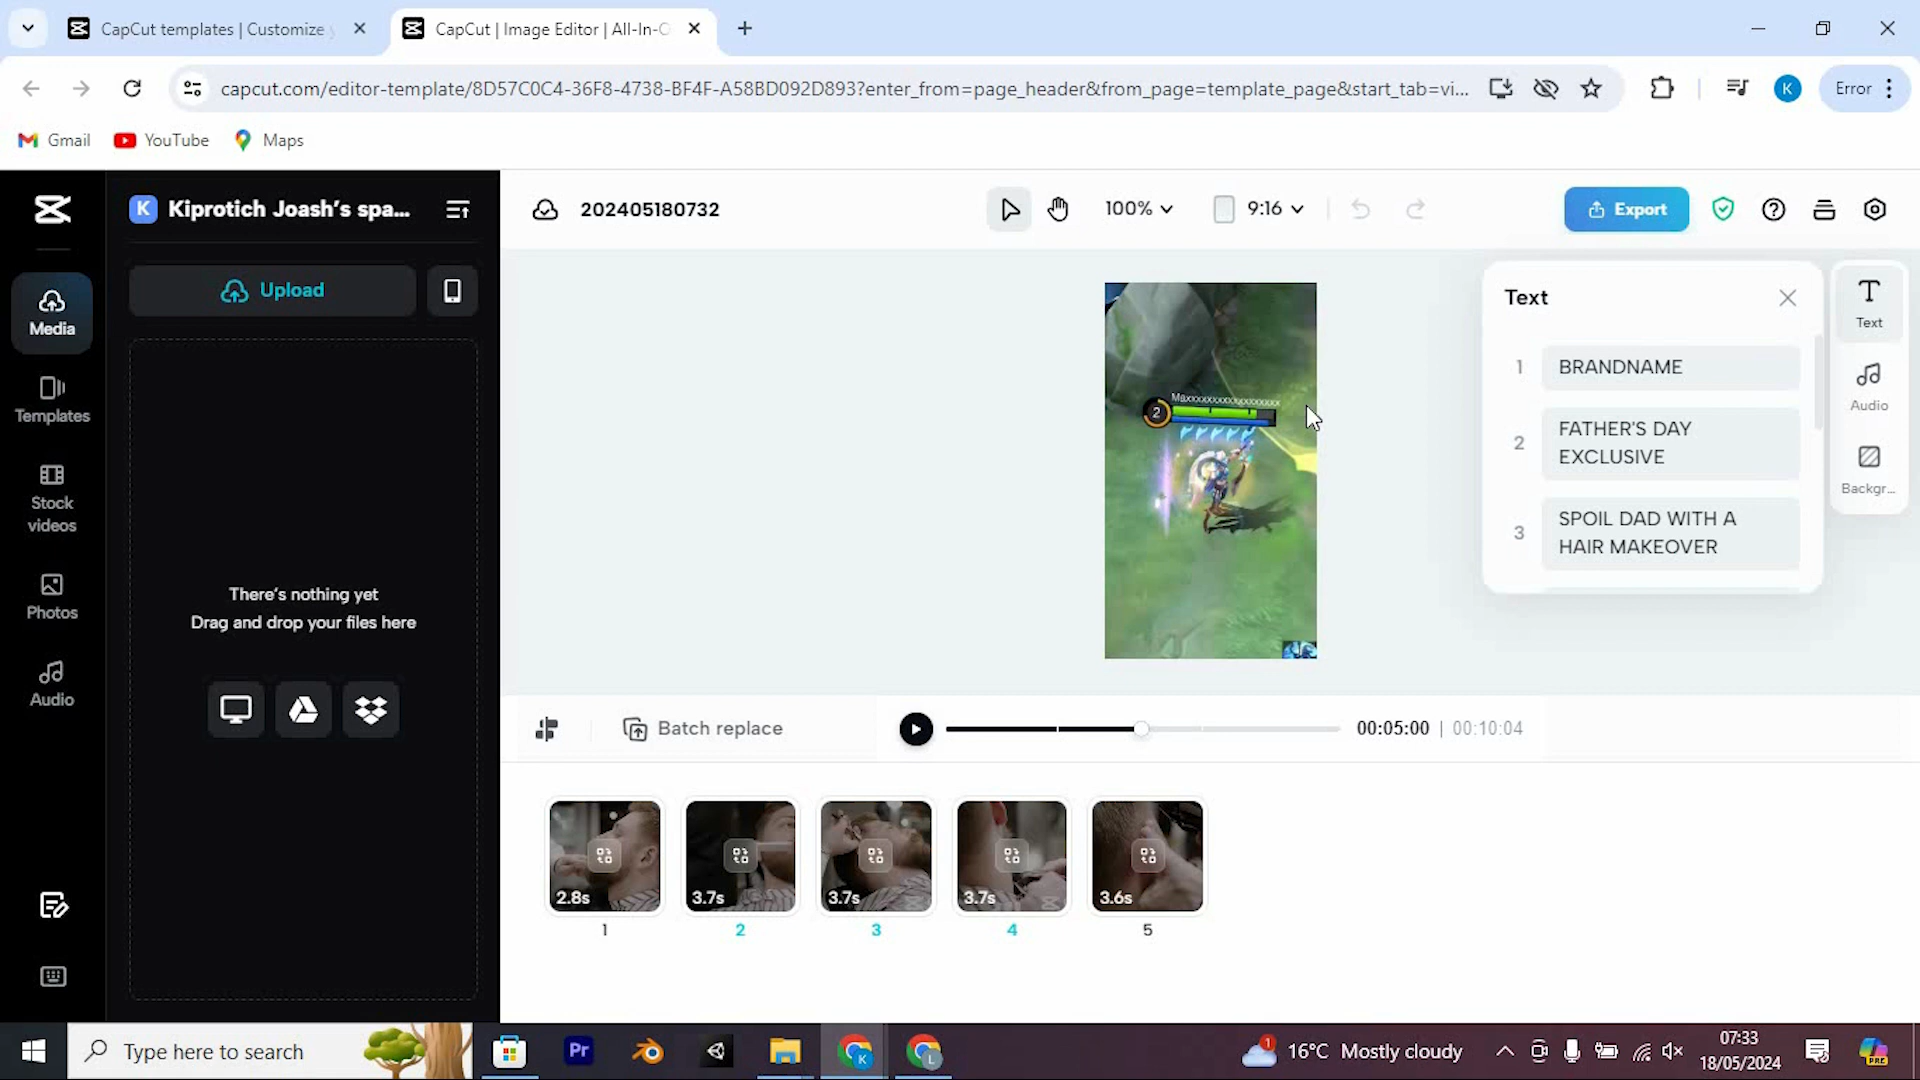 CapCut templates | Customize
CapCut | Image Editor | All-In-O
capcut.com/editor-template/8D57C0C4-36F8-4738-BF4F-A58BD092D893?enter_from=page_header&from_page=template_page&start_tab=vi...
K
Error
Gmail
YouTube
Maps
K
Kiprotich Joash's spa...
202405180732
100%
9:16
Export
Upload
Media
Templates
Stock
videos
Photos
Audio
There's nothing yet
Drag and drop your files here
2
Text
1 BRANDNAME
2 FATHER'S DAY
EXCLUSIVE
3 SPOIL DAD WITH A
HAIR MAKEOVER
Text
Audio
Backgr...
Batch replace
00:05:00 | 00:10:04
2.8s
3.7s
3.7s
3.7s
3.6s
1
2
3
4
5
Type here to search
Pr
K
L
1
16°C Mostly cloudy
07:33
18/05/2024
PRE